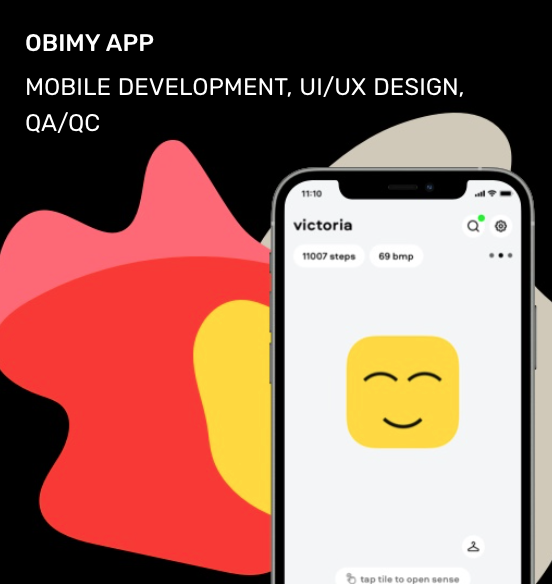 OBIMY APP
MOBILE DEVELOPMENT, UI/UX DESIGN,
QA/QC
11:10
victoria
11007 steps
69 bmp
tap tile to open sense